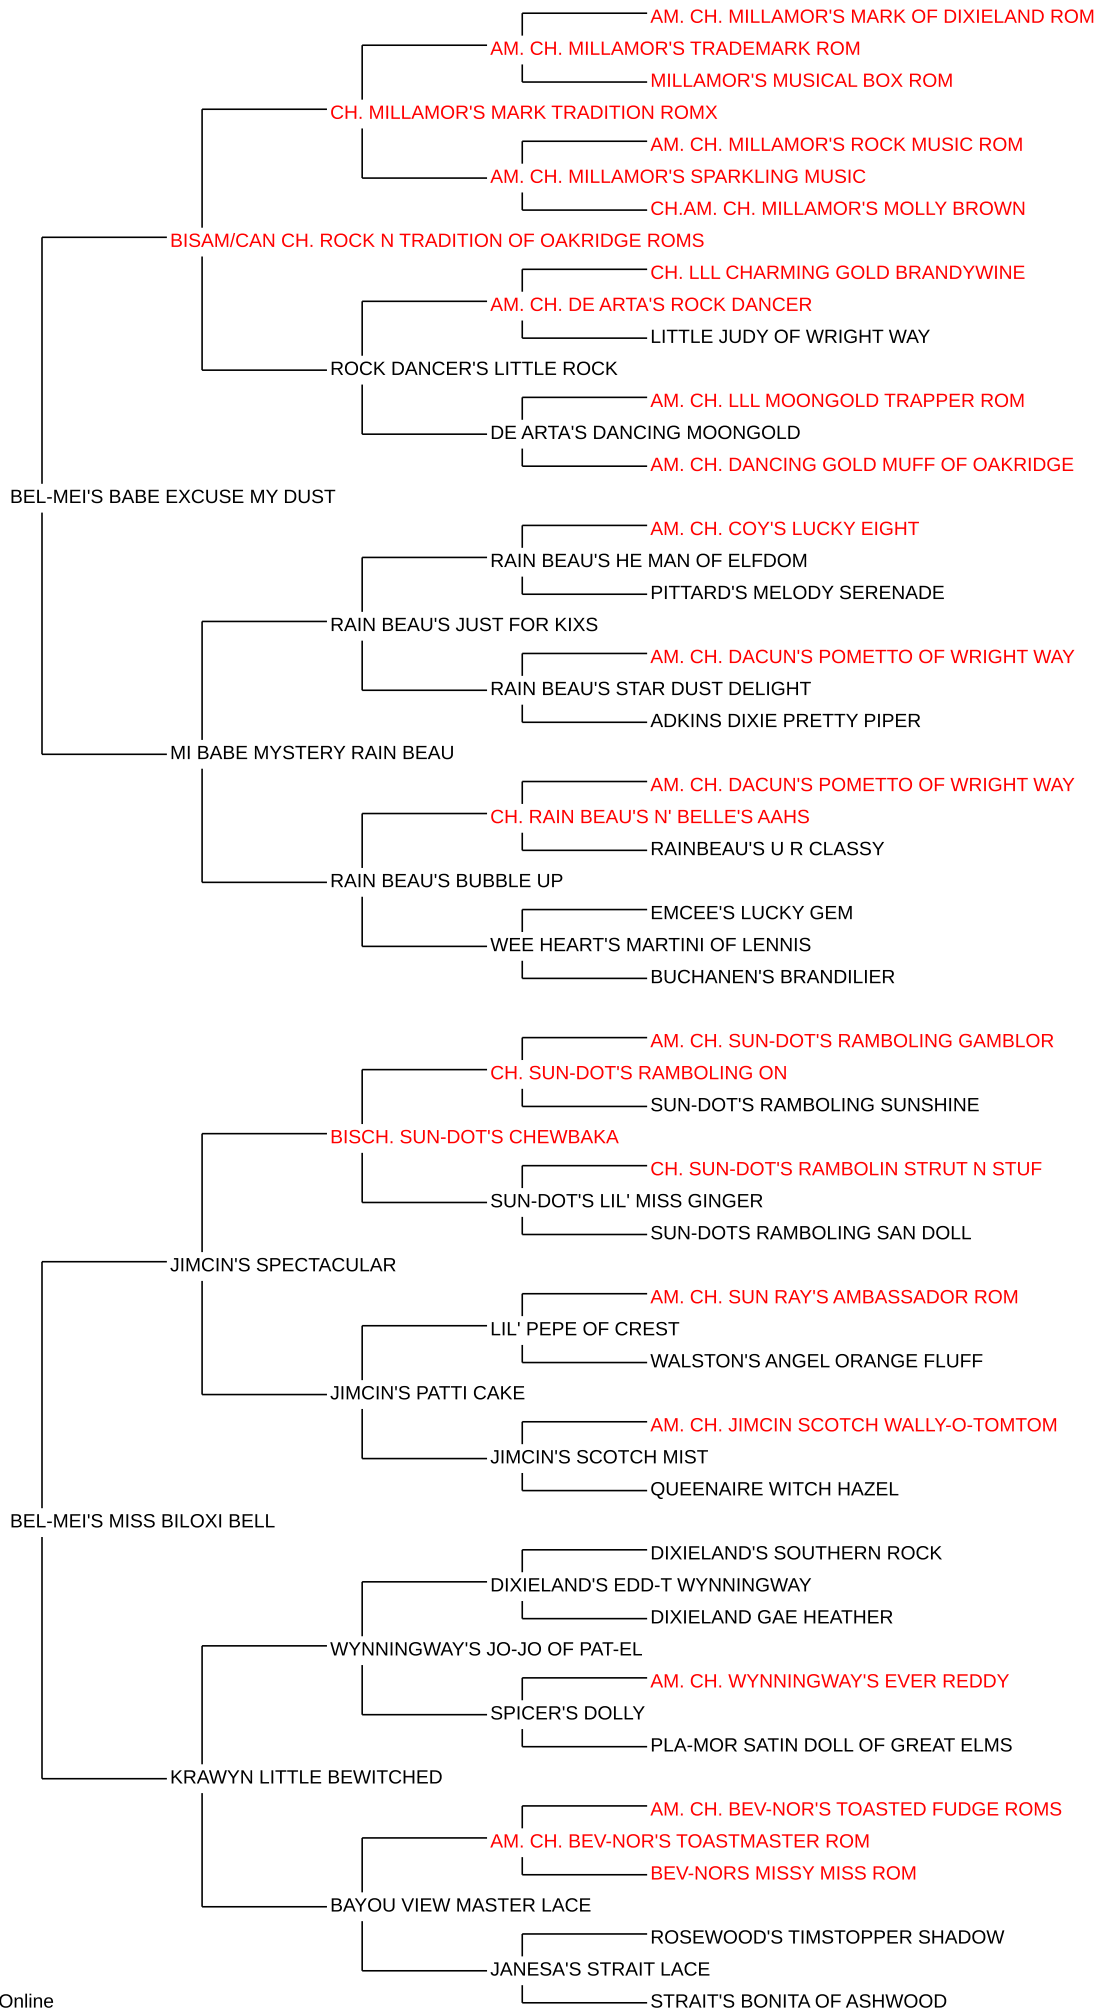 AM. CH. MILLAMOR'S MARK OF DIXIELAND ROM
AM. CH. MILLAMOR'S TRADEMARK ROM
MILLAMOR'S MUSICAL BOX ROM
CH. MILLAMOR'S MARK TRADITION ROMX
AM. CH. MILLAMOR'S ROCK MUSIC ROM
AM. CH. MILLAMOR'S SPARKLING MUSIC
CH.AM. CH. MILLAMOR'S MOLLY BROWN
BISAM/CAN CH. ROCK N TRADITION OF OAKRIDGE ROMS
CH. LLL CHARMING GOLD BRANDYWINE
AM. CH. DE ARTA'S ROCK DANCER
LITTLE JUDY OF WRIGHT WAY
ROCK DANCER'S LITTLE ROCK
AM. CH. LLL MOONGOLD TRAPPER ROM
DE ARTA'S DANCING MOONGOLD
AM. CH. DANCING GOLD MUFF OF OAKRIDGE
BEL-MEI'S BABE EXCUSE MY DUST
AM. CH. COY'S LUCKY EIGHT
RAIN BEAU'S HE MAN OF ELFDOM
PITTARD'S MELODY SERENADE
RAIN BEAU'S JUST FOR KIXS
AM. CH. DACUN'S POMETTO OF WRIGHT WAY
RAIN BEAU'S STAR DUST DELIGHT
ADKINS DIXIE PRETTY PIPER
MI BABE MYSTERY RAIN BEAU
AM. CH. DACUN'S POMETTO OF WRIGHT WAY
CH. RAIN BEAU'S N' BELLE'S AAHS
RAINBEAU'S U R CLASSY
RAIN BEAU'S BUBBLE UP
EMCEE'S LUCKY GEM
WEE HEART'S MARTINI OF LENNIS
BUCHANEN'S BRANDILIER
AM. CH. SUN-DOT'S RAMBOLING GAMBLOR
CH. SUN-DOT'S RAMBOLING ON
SUN-DOT'S RAMBOLING SUNSHINE
BISCH. SUN-DOT'S CHEWBAKA
CH. SUN-DOT'S RAMBOLIN STRUT N STUF
SUN-DOT'S LIL' MISS GINGER
SUN-DOTS RAMBOLING SAN DOLL
JIMCIN'S SPECTACULAR
AM. CH. SUN RAY'S AMBASSADOR ROM
LIL' PEPE OF CREST
WALSTON'S ANGEL ORANGE FLUFF
JIMCIN'S PATTI CAKE
AM. CH. JIMCIN SCOTCH WALLY-O-TOMTOM
JIMCIN'S SCOTCH MIST
QUEENAIRE WITCH HAZEL
BEL-MEI'S MISS BILOXI BELL
DIXIELAND'S SOUTHERN ROCK
DIXIELAND'S EDD-T WYNNINGWAY
DIXIELAND GAE HEATHER
WYNNINGWAY'S JO-JO OF PAT-EL
AM. CH. WYNNINGWAY'S EVER REDDY
SPICER'S DOLLY
PLA-MOR SATIN DOLL OF GREAT ELMS
KRAWYN LITTLE BEWITCHED
AM. CH. BEV-NOR'S TOASTED FUDGE ROMS
AM. CH. BEV-NOR'S TOASTMASTER ROM
BEV-NORS MISSY MISS ROM
BAYOU VIEW MASTER LACE
ROSEWOOD'S TIMSTOPPER SHADOW
JANESA'S STRAIT LACE
STRAIT'S BONITA OF ASHWOOD
Online